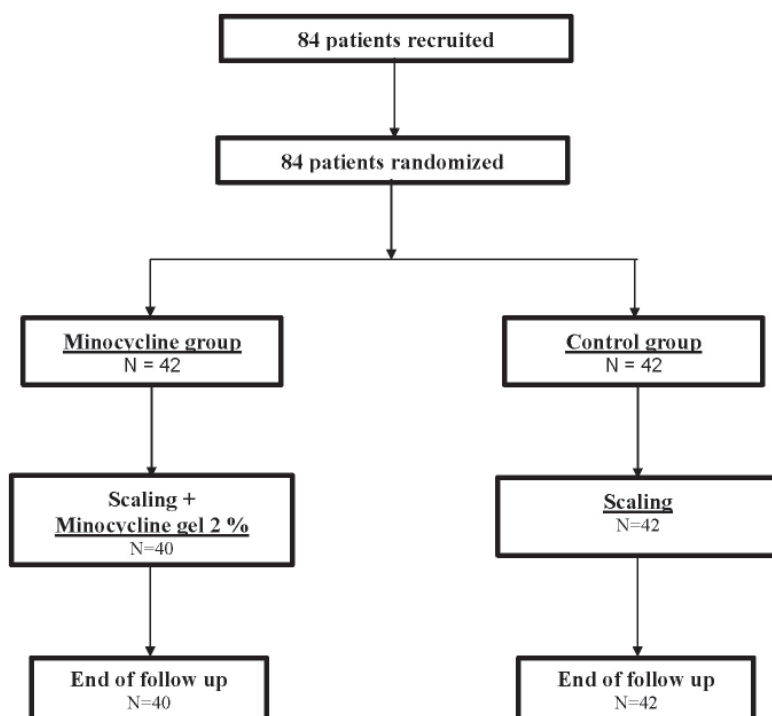 84 patients recruited
84 patients randomized
Minocycline group
N = 42
Control group
N = 42
Scaling +
Minocycline gel 2 %
N=40
Scaling
N=42
End of follow up
N=40
End of follow up
N=42